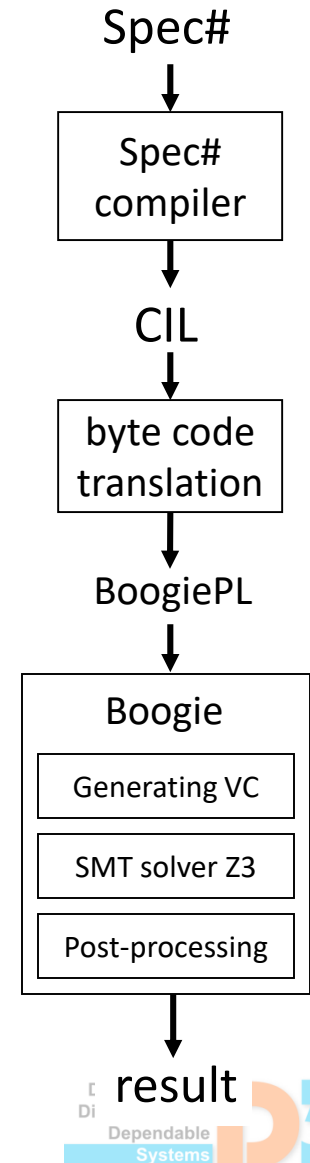 Spec#
Spec#
compiler
CIL
byte code
translation
BoogiePL
Boogie
Generating VC
SMT solver Z3
Post-processing
result
Di
Dependable
Systems